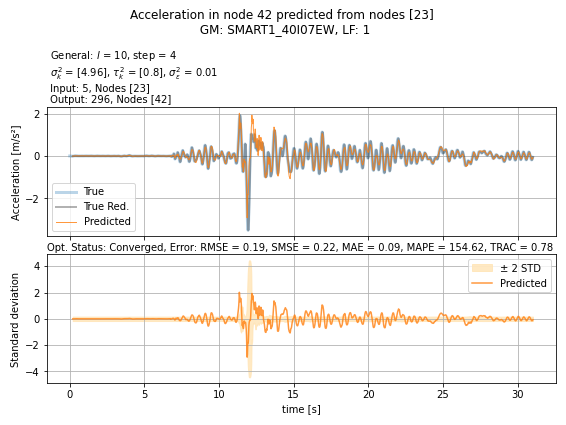 Acceleration in node 42 predicted from nodes [23]
GM: SMART1_40I07EW, LF: 1
General: l = 10, step = 4
σ²ₖ = [4.96], τ²ₖ = [0.8], σ²ε = 0.01
Input: 5, Nodes [23]
Output: 296, Nodes [42]
2
0
−2
Acceleration [m/s²]
True
True Red.
Predicted
Opt. Status: Converged, Error: RMSE = 0.19, SMSE = 0.22, MAE = 0.09, MAPE = 154.62, TRAC = 0.78
4
2
0
−2
−4
Standard deviation
± 2 STD
Predicted
0 5 10 15 20 25 30
time [s]